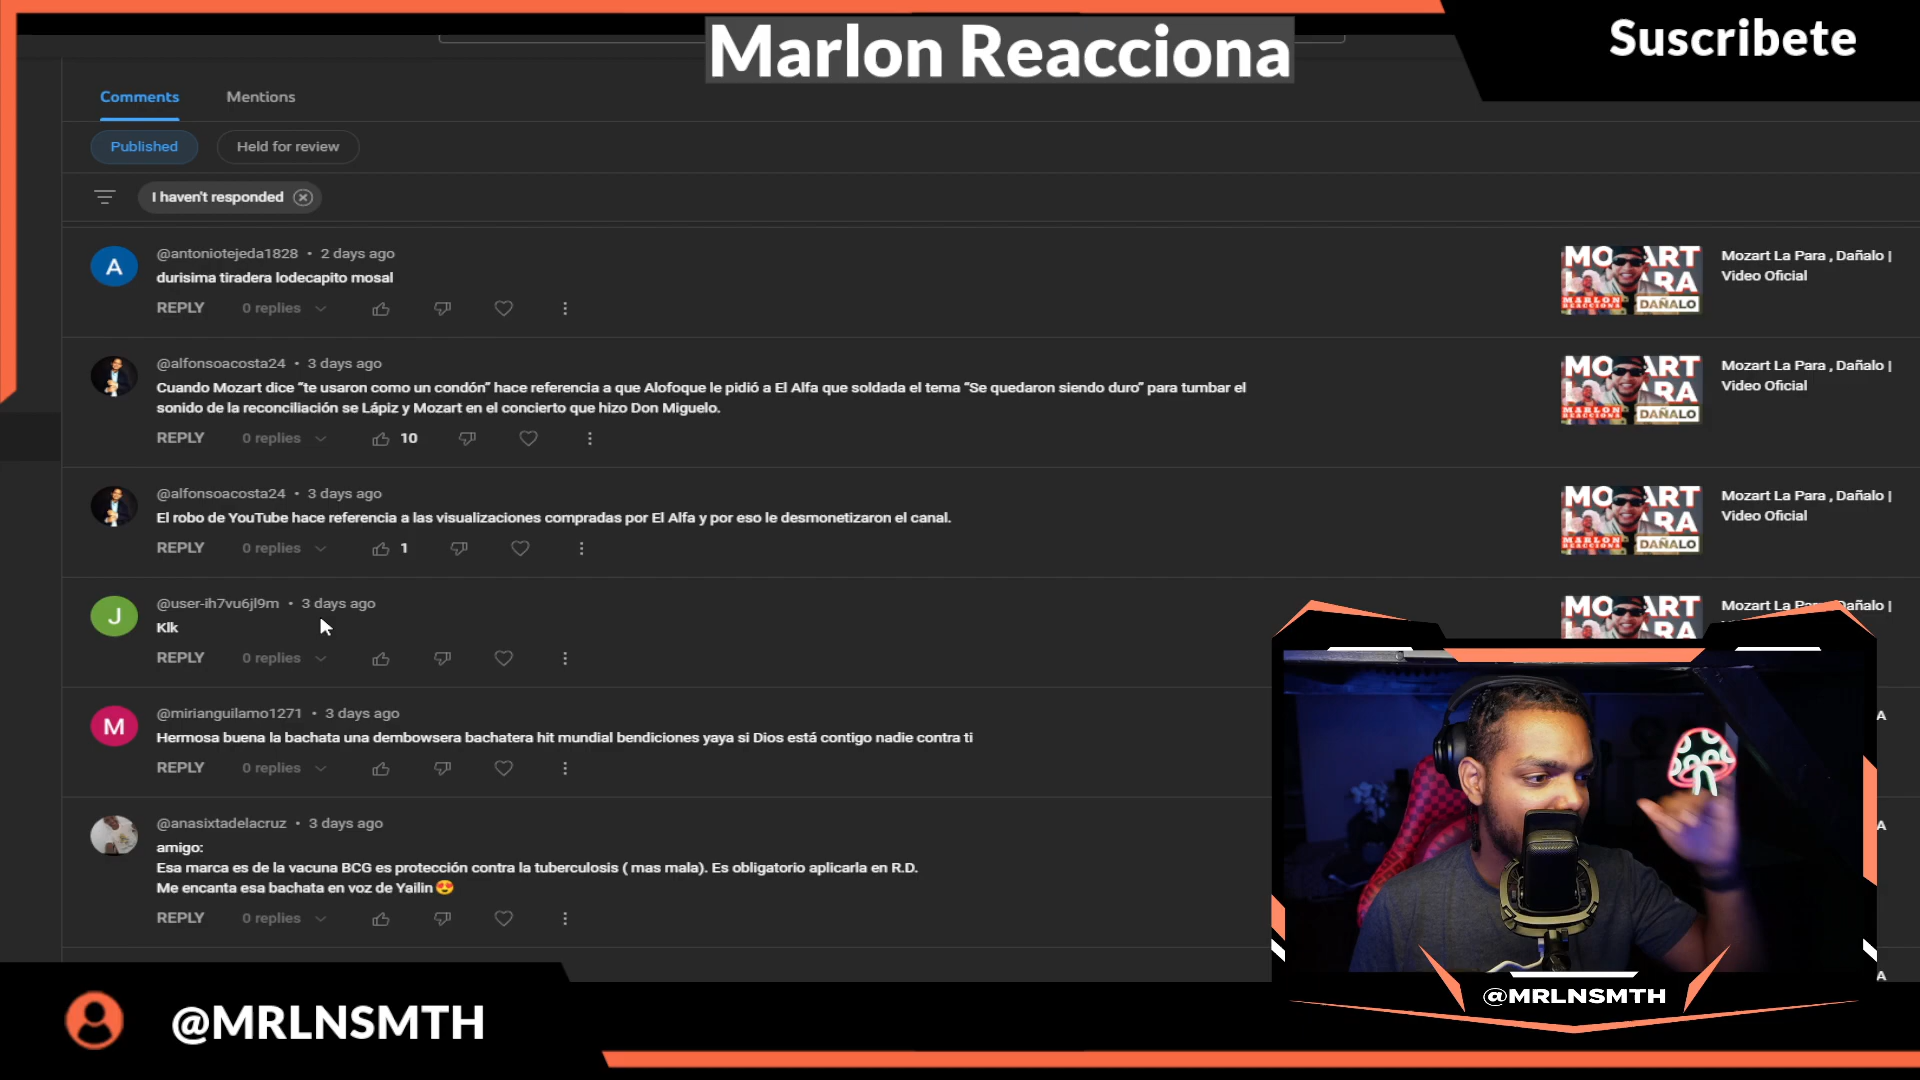 Marlon Reacciona
Suscribete
Comments
Mentions
Published
Held for review
I haven't responded
A
@antoniotejeda1828 • 2 days ago
durisima tiradera lodecapito mosal
REPLY 0 replies
MOZART LA PARA
MARLON REACCIONA
DAÑALO
Mozart La Para , Dañalo |
Video Oficial
@alfonsoacosta24 • 3 days ago
Cuando Mozart dice “te usaron como un condón” hace referencia a que Alofoque le pidió a El Alfa que soldada el tema “Se quedaron siendo duro” para tumbar el
sonido de la reconciliación se Lápiz y Mozart en el concierto que hizo Don Miguelo.
REPLY 0 replies 10
Mozart La Para , Dañalo |
Video Oficial
@alfonsoacosta24 • 3 days ago
El robo de YouTube hace referencia a las visualizaciones compradas por El Alfa y por eso le desmonetizaron el canal.
REPLY 0 replies 1
Mozart La Para , Dañalo |
Video Oficial
J
@user-ih7vu6jl9m • 3 days ago
Klk
REPLY 0 replies
Mozart La Dañalo |
M
@mirianguilamo1271 • 3 days ago
Hermosa buena la bachata una dembowsera bachatera hit mundial bendiciones yaya si Dios está contigo nadie contra ti
REPLY 0 replies
A
@anasixtadelacruz • 3 days ago
amigo:
Esa marca es de la vacuna BCG es protección contra la tuberculosis ( mas mala). Es obligatorio aplicarla en R.D.
Me encanta esa bachata en voz de Yailin 😍
REPLY 0 replies
A
A
@MRLNSMTH
@MRLNSMTH